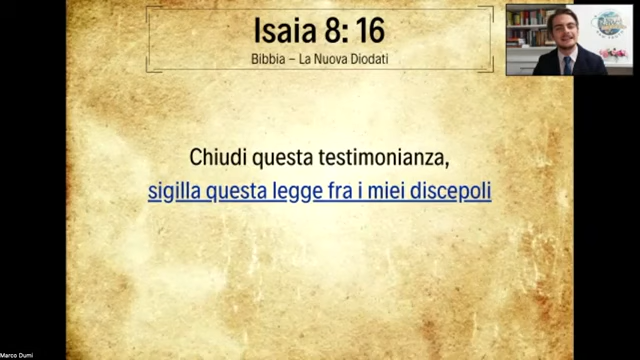 Isaia 8: 16
Bibbia – La Nuova Diodati
Chiudi questa testimonianza,
sigilla questa legge fra i miei discepoli
Marco Dumi